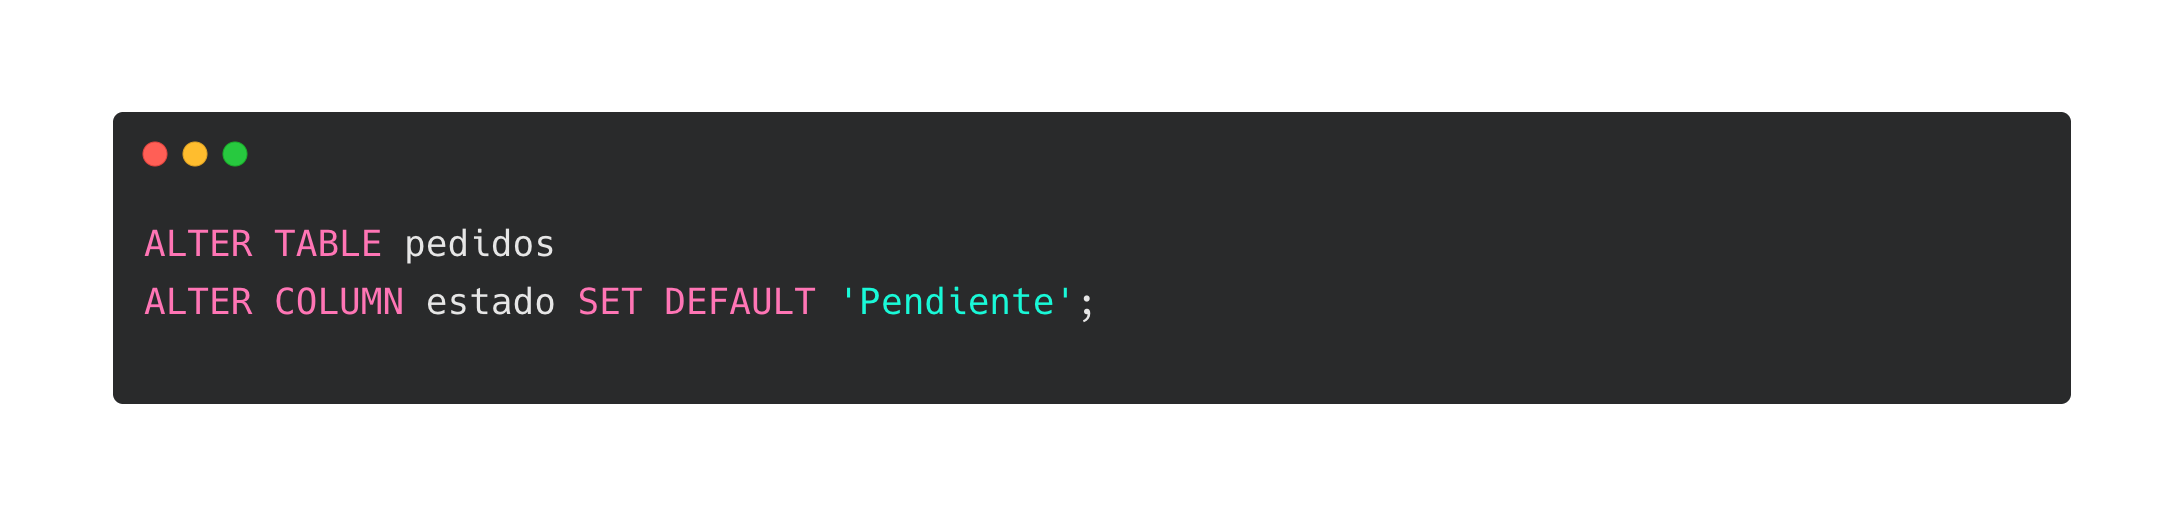 ALTER TABLE pedidos
ALTER COLUMN estado SET DEFAULT 'Pendiente';